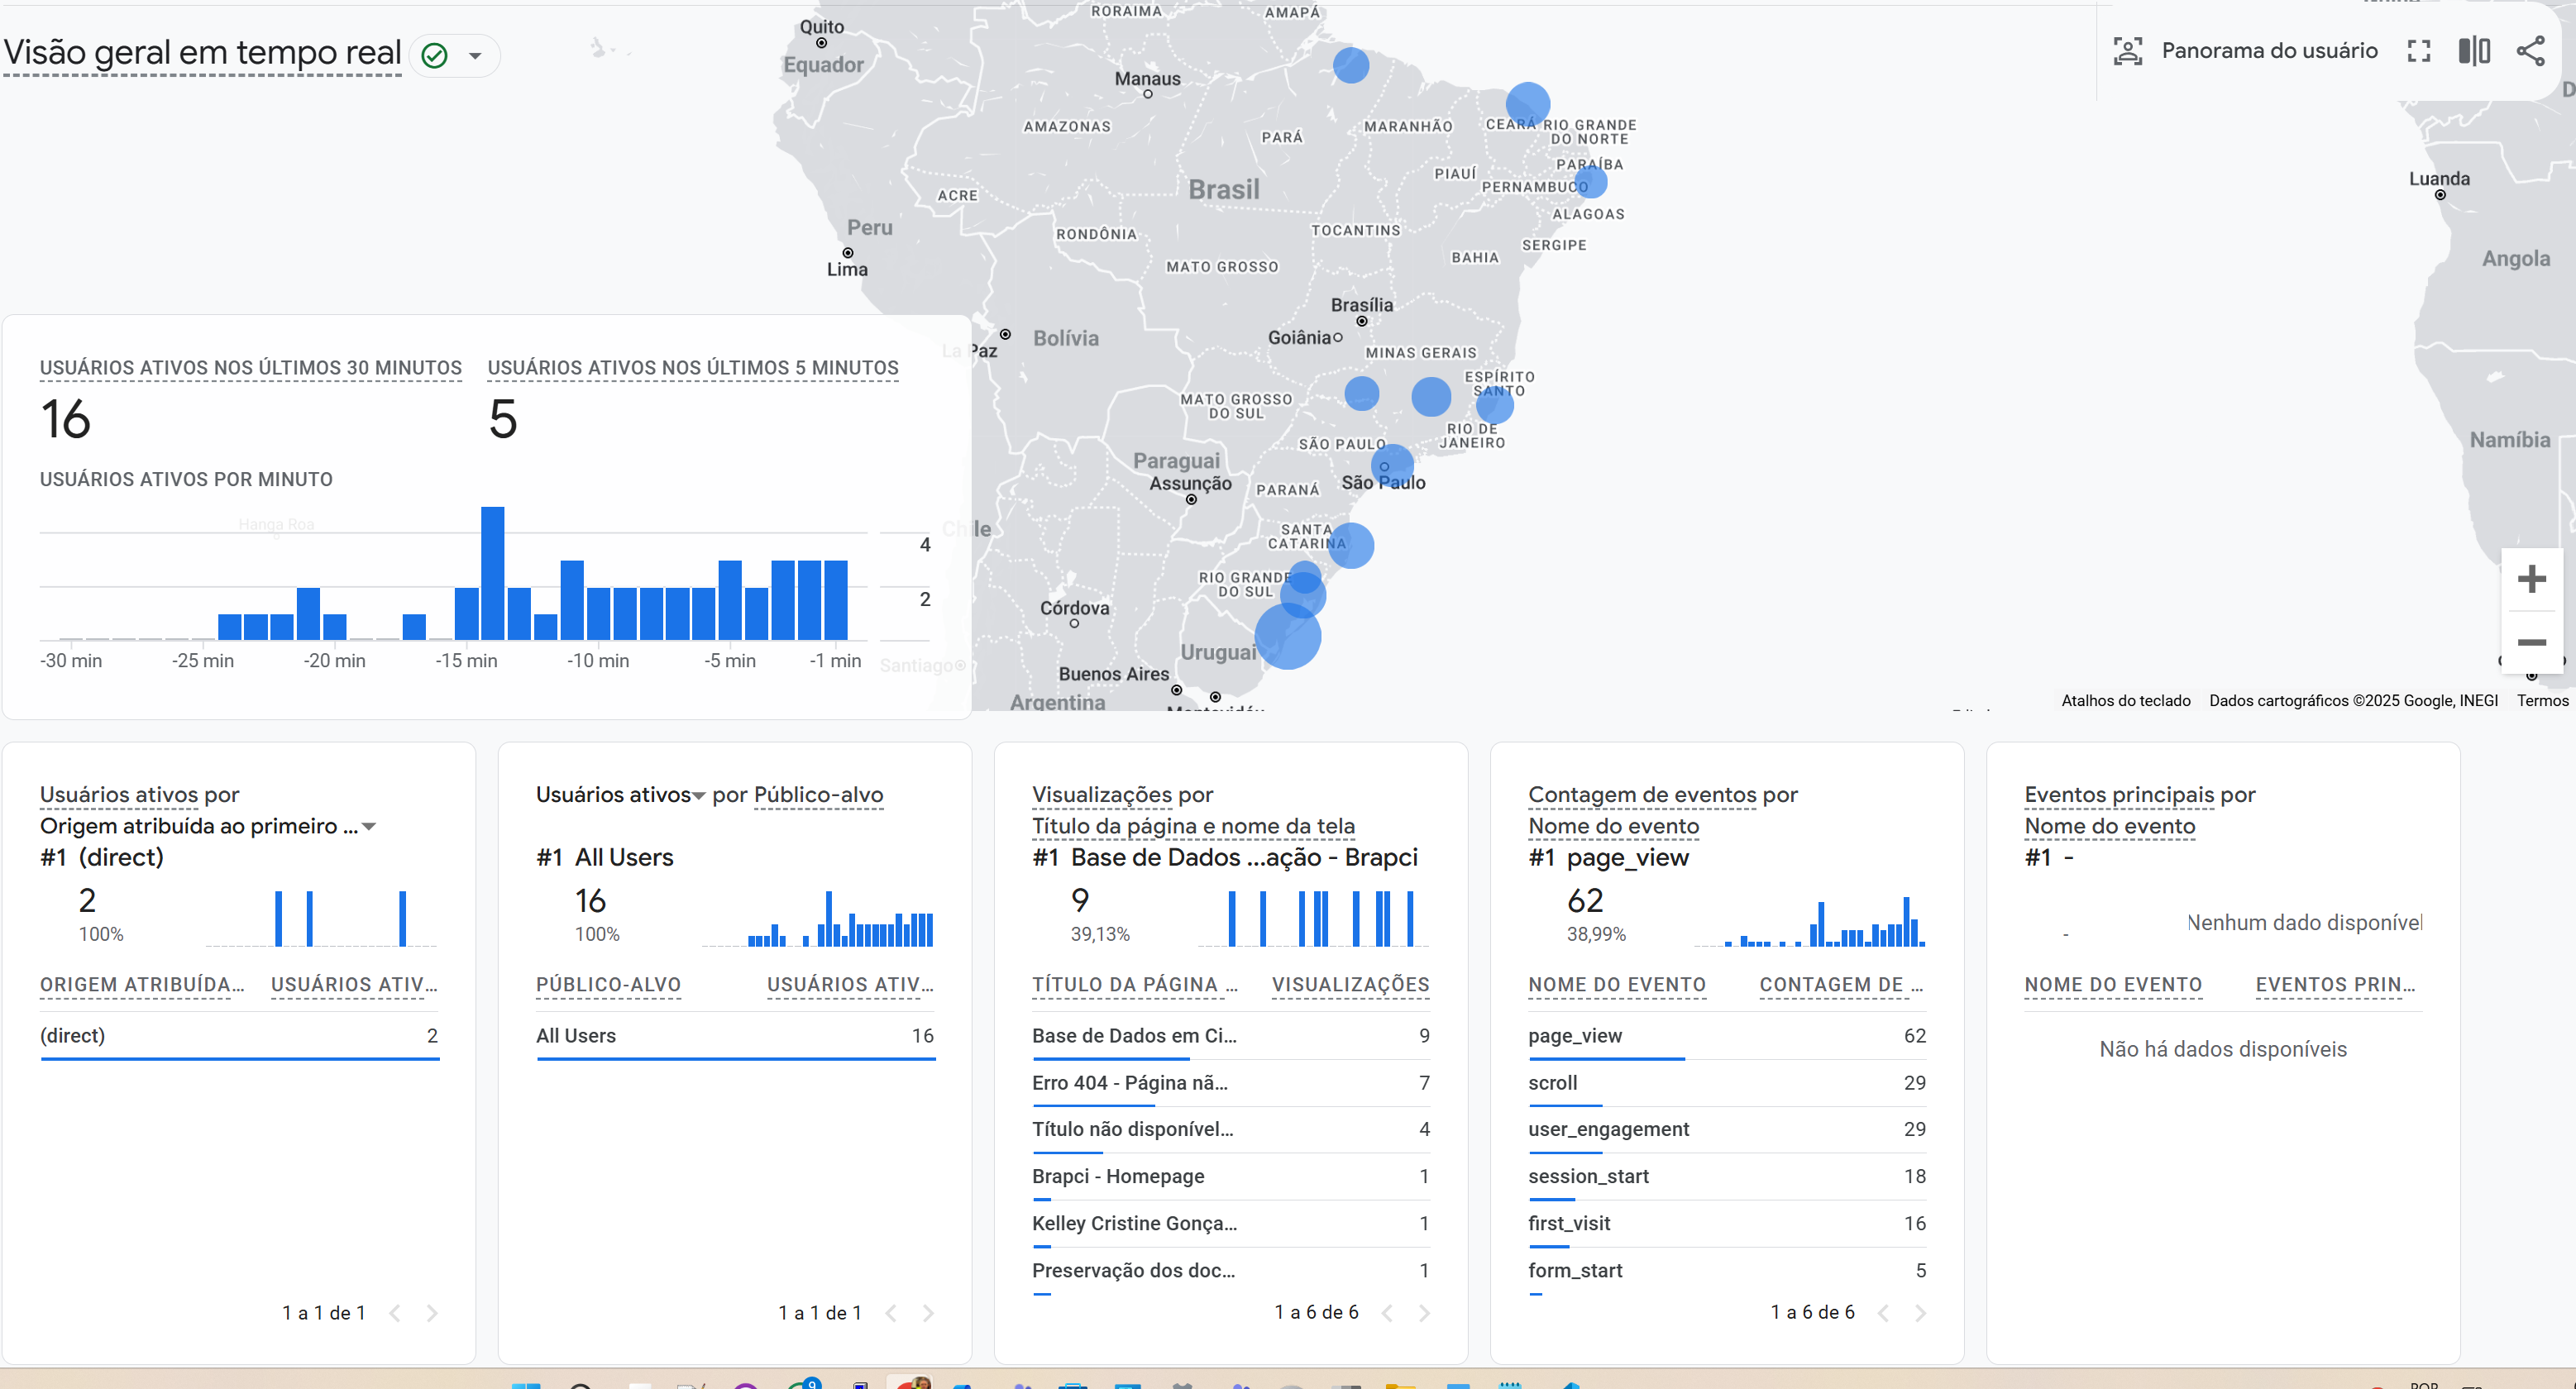 Visão geral em tempo real
Panorama do usuário
Quito
Equador
RORAIMA
AMAPÁ
Manaus
AMAZONAS
PARÁ
MARANHÃO
CEARÁ
RIO GRANDE
DO NORTE
PARAÍBA
PIAUÍ
PERNAMBUCO
ACRE
Brasil
ALAGOAS
Peru
RONDÔNIA
TOCANTINS
SERGIPE
Lima
MATO GROSSO
BAHIA
Brasília
Goiânia
La Paz
Bolívia
MINAS GERAIS
ESPÍRITO
SANTO
MATO GROSSO
DO SUL
RIO DE
JANEIRO
SÃO PAULO
Paraguai
Assunção
São Paulo
PARANÁ
Chile
SANTA
CATARINA
RIO GRANDE
DO SUL
Córdova
Uruguai
Santiago
Buenos Aires
Argentina
Montevidéu
Luanda
Angola
Namíbia
Hanga Roa
Atalhos do teclado
Dados cartográficos ©2025 Google, INEGI
Termos
USUÁRIOS ATIVOS NOS ÚLTIMOS 30 MINUTOS
USUÁRIOS ATIVOS NOS ÚLTIMOS 5 MINUTOS
16
5
USUÁRIOS ATIVOS POR MINUTO
4
2
-30 min
-25 min
-20 min
-15 min
-10 min
-5 min
-1 min
Usuários ativos por
Origem atribuída ao primeiro ...
#1 (direct)
2
100%
ORIGEM ATRIBUÍDA... USUÁRIOS ATIV...
(direct) 2
1 a 1 de 1
Usuários ativos por Público-alvo
#1 All Users
16
100%
PÚBLICO-ALVO USUÁRIOS ATIV...
All Users 16
1 a 1 de 1
Visualizações por
Título da página e nome da tela
#1 Base de Dados ...ação - Brapci
9
39,13%
TÍTULO DA PÁGINA ... VISUALIZAÇÕES
Base de Dados em Ci... 9
Erro 404 - Página nã... 7
Título não disponível... 4
Brapci - Homepage 1
Kelley Cristine Gonça... 1
Preservação dos doc... 1
1 a 6 de 6
Contagem de eventos por
Nome do evento
#1 page_view
62
38,99%
NOME DO EVENTO CONTAGEM DE ...
page_view 62
scroll 29
user_engagement 29
session_start 18
first_visit 16
form_start 5
1 a 6 de 6
Eventos principais por
Nome do evento
#1 -
-
Nenhum dado disponível
NOME DO EVENTO EVENTOS PRIN...
Não há dados disponíveis